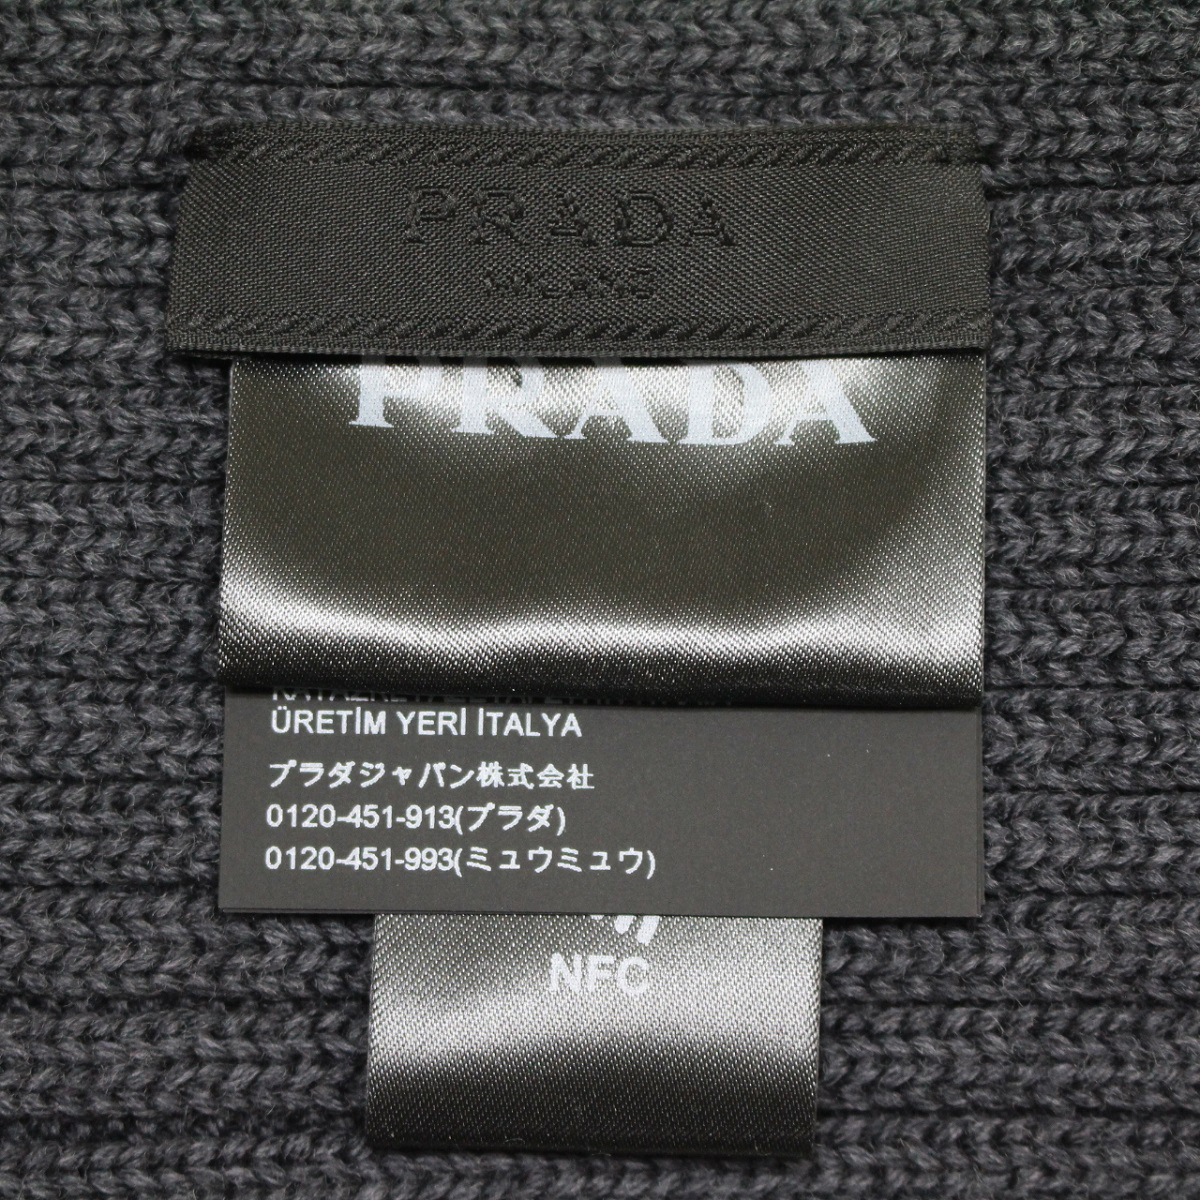 PRADA
MILANO
PRADA
ÜRETİM YERİ İTALYA
プラダジャパン株式会社
0120-451-913(プラダ)
0120-451-993(ミュウミュウ)
NFC